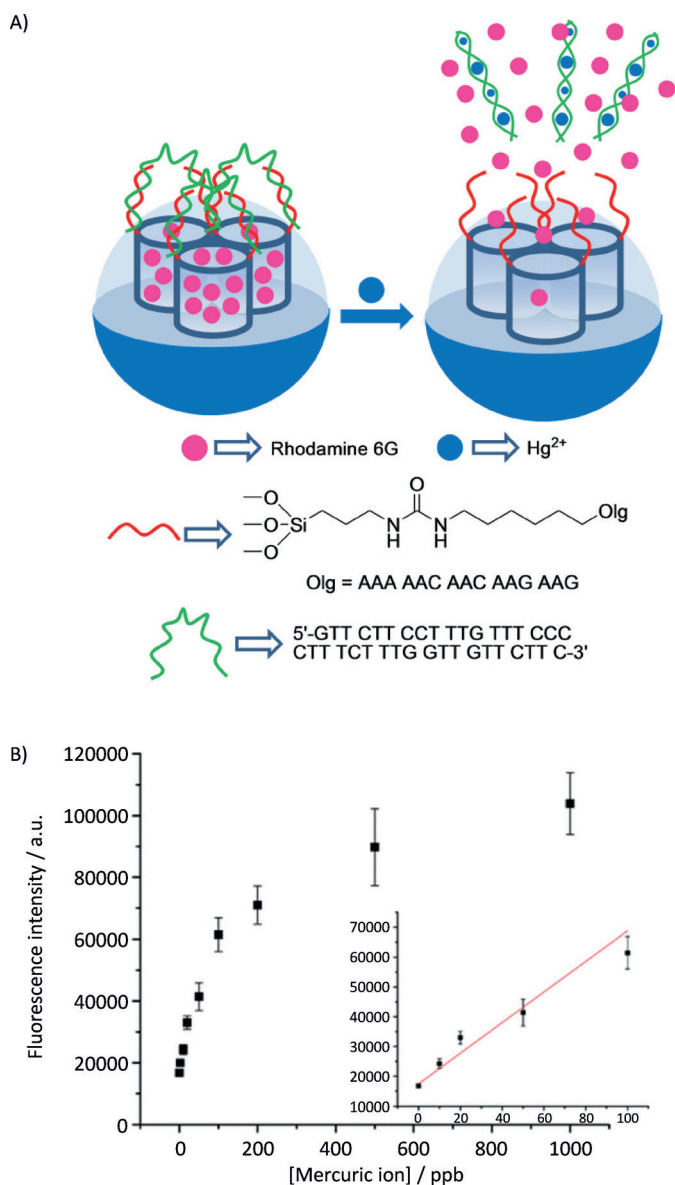 A)
Rhodamine 6G
Hg2+
O
O Si
O
O
N N
H H
Olg
O
Olg = AAA AAC AAC AAG AAG
5'-GTT CTT CCT TTG TTT CCC
CTT TCT TTG GTT GTT CTT C-3'
B)
120000
100000
80000
60000
40000
20000
0
Fluorescence intensity / a.u.
70000
60000
50000
40000
30000
20000
10000
0 20 40 60 80 100
0 200 400 600 800 1000
[Mercuric ion] / ppb